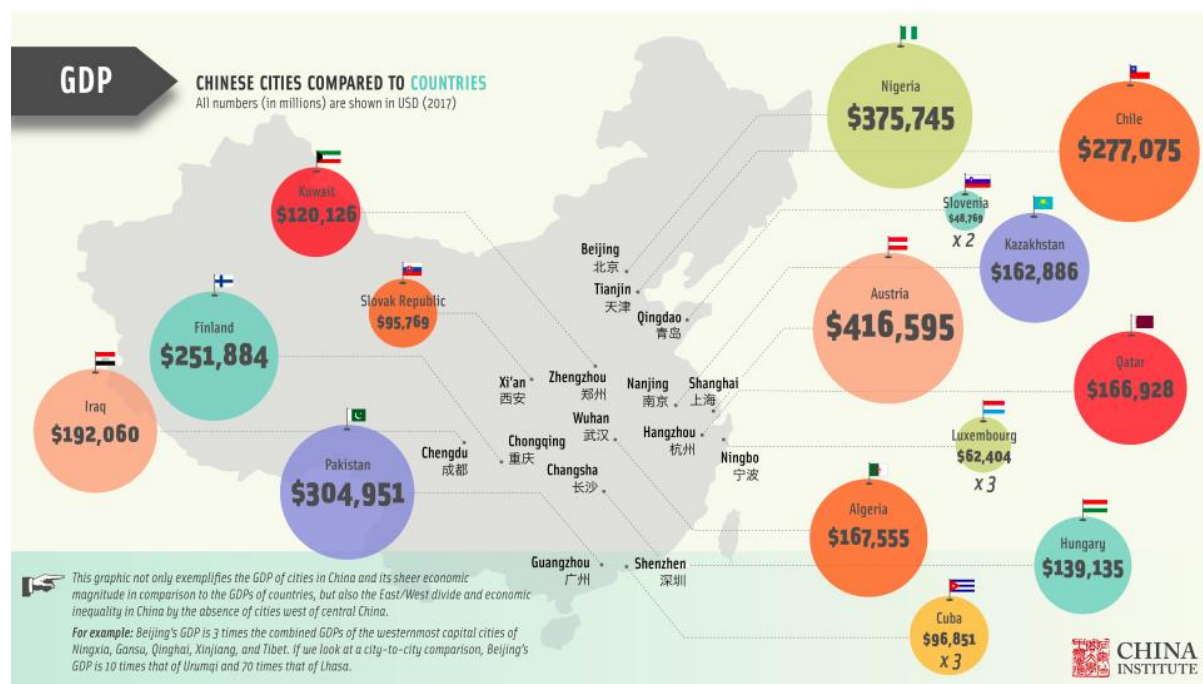 GDP
CHINESE CITIES COMPARED TO COUNTRIES
All numbers (in millions) are shown in USD (2017)
Nigeria
$375,745
Chile
$277,075
Kuwait
$120,126
Slovenia
$48,769
x 2
Kazakhstan
$162,886
Beijing
北京
Tianjin
天津
Qingdao
青岛
Slovak Republic
$95,769
Austria
$416,595
Finland
$251,884
Qatar
$166,928
Xi'an
西安
Zhengzhou
郑州
Nanjing
南京
Shanghai
上海
Iraq
$192,060
Wuhan
武汉
Hangzhou
杭州
Luxembourg
$62,404
x 3
Chengdu
成都
Chongqing
重庆
Ningbo
宁波
Pakistan
$304,951
Changsha
长沙
Algeria
$167,555
Hungary
$139,135
Guangzhou
广州
Shenzhen
深圳
Cuba
$96,851
x 3
This graphic not only exemplifies the GDP of cities in China and its sheer economic
magnitude in comparison to the GDPs of countries, but also the East/West divide and economic
inequality in China by the absence of cities west of central China.
For example: Beijing's GDP is 3 times the combined GDPs of the westernmost capital cities of
Ningxia, Gansu, Qinghai, Xinjiang, and Tibet. If we look at a city-to-city comparison, Beijing's
GDP is 10 times that of Urumqi and 70 times that of Lhasa.
CHINA
INSTITUTE